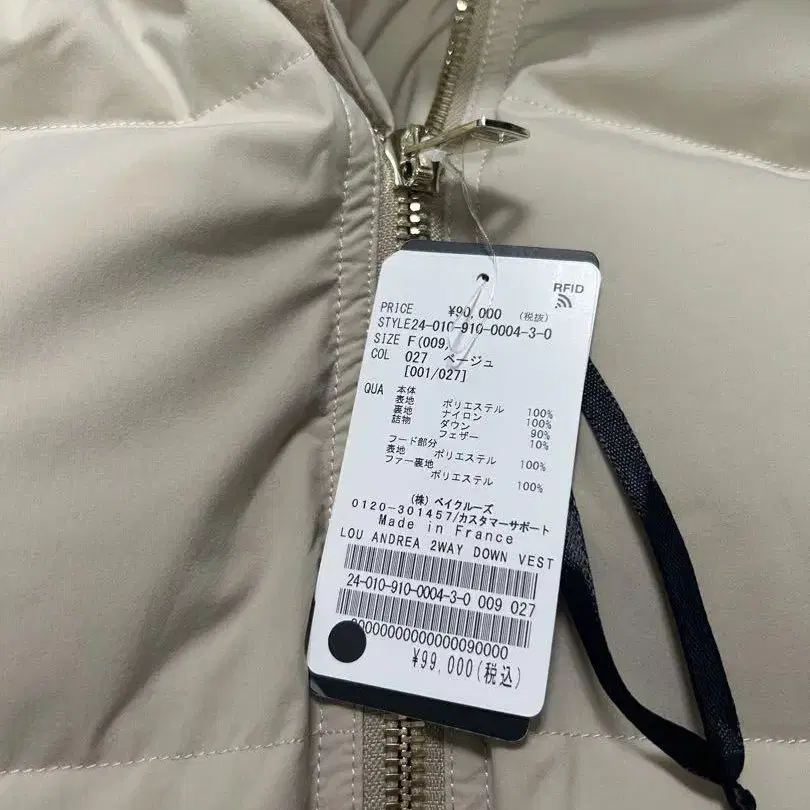 RFID
PRICE ¥90,000 (税抜)
STYLE24-010-910-0004-3-0
SIZE F(009)
COL 027 ベージュ
[001/027]
QUA 本体
表地 ポリエステル 100%
裏地 ナイロン 100%
詰物 ダウン 90%
フェザー 10%
フード部分
表地 ポリエステル 100%
ファー裏地
ポリエステル 100%
(株)ベイクルーズ
0120-301457/カスタマーサポート
Made in France
LOU ANDREA 2WAY DOWN VEST
24-010-910-0004-3-0 009 027
¥99,000(税込)